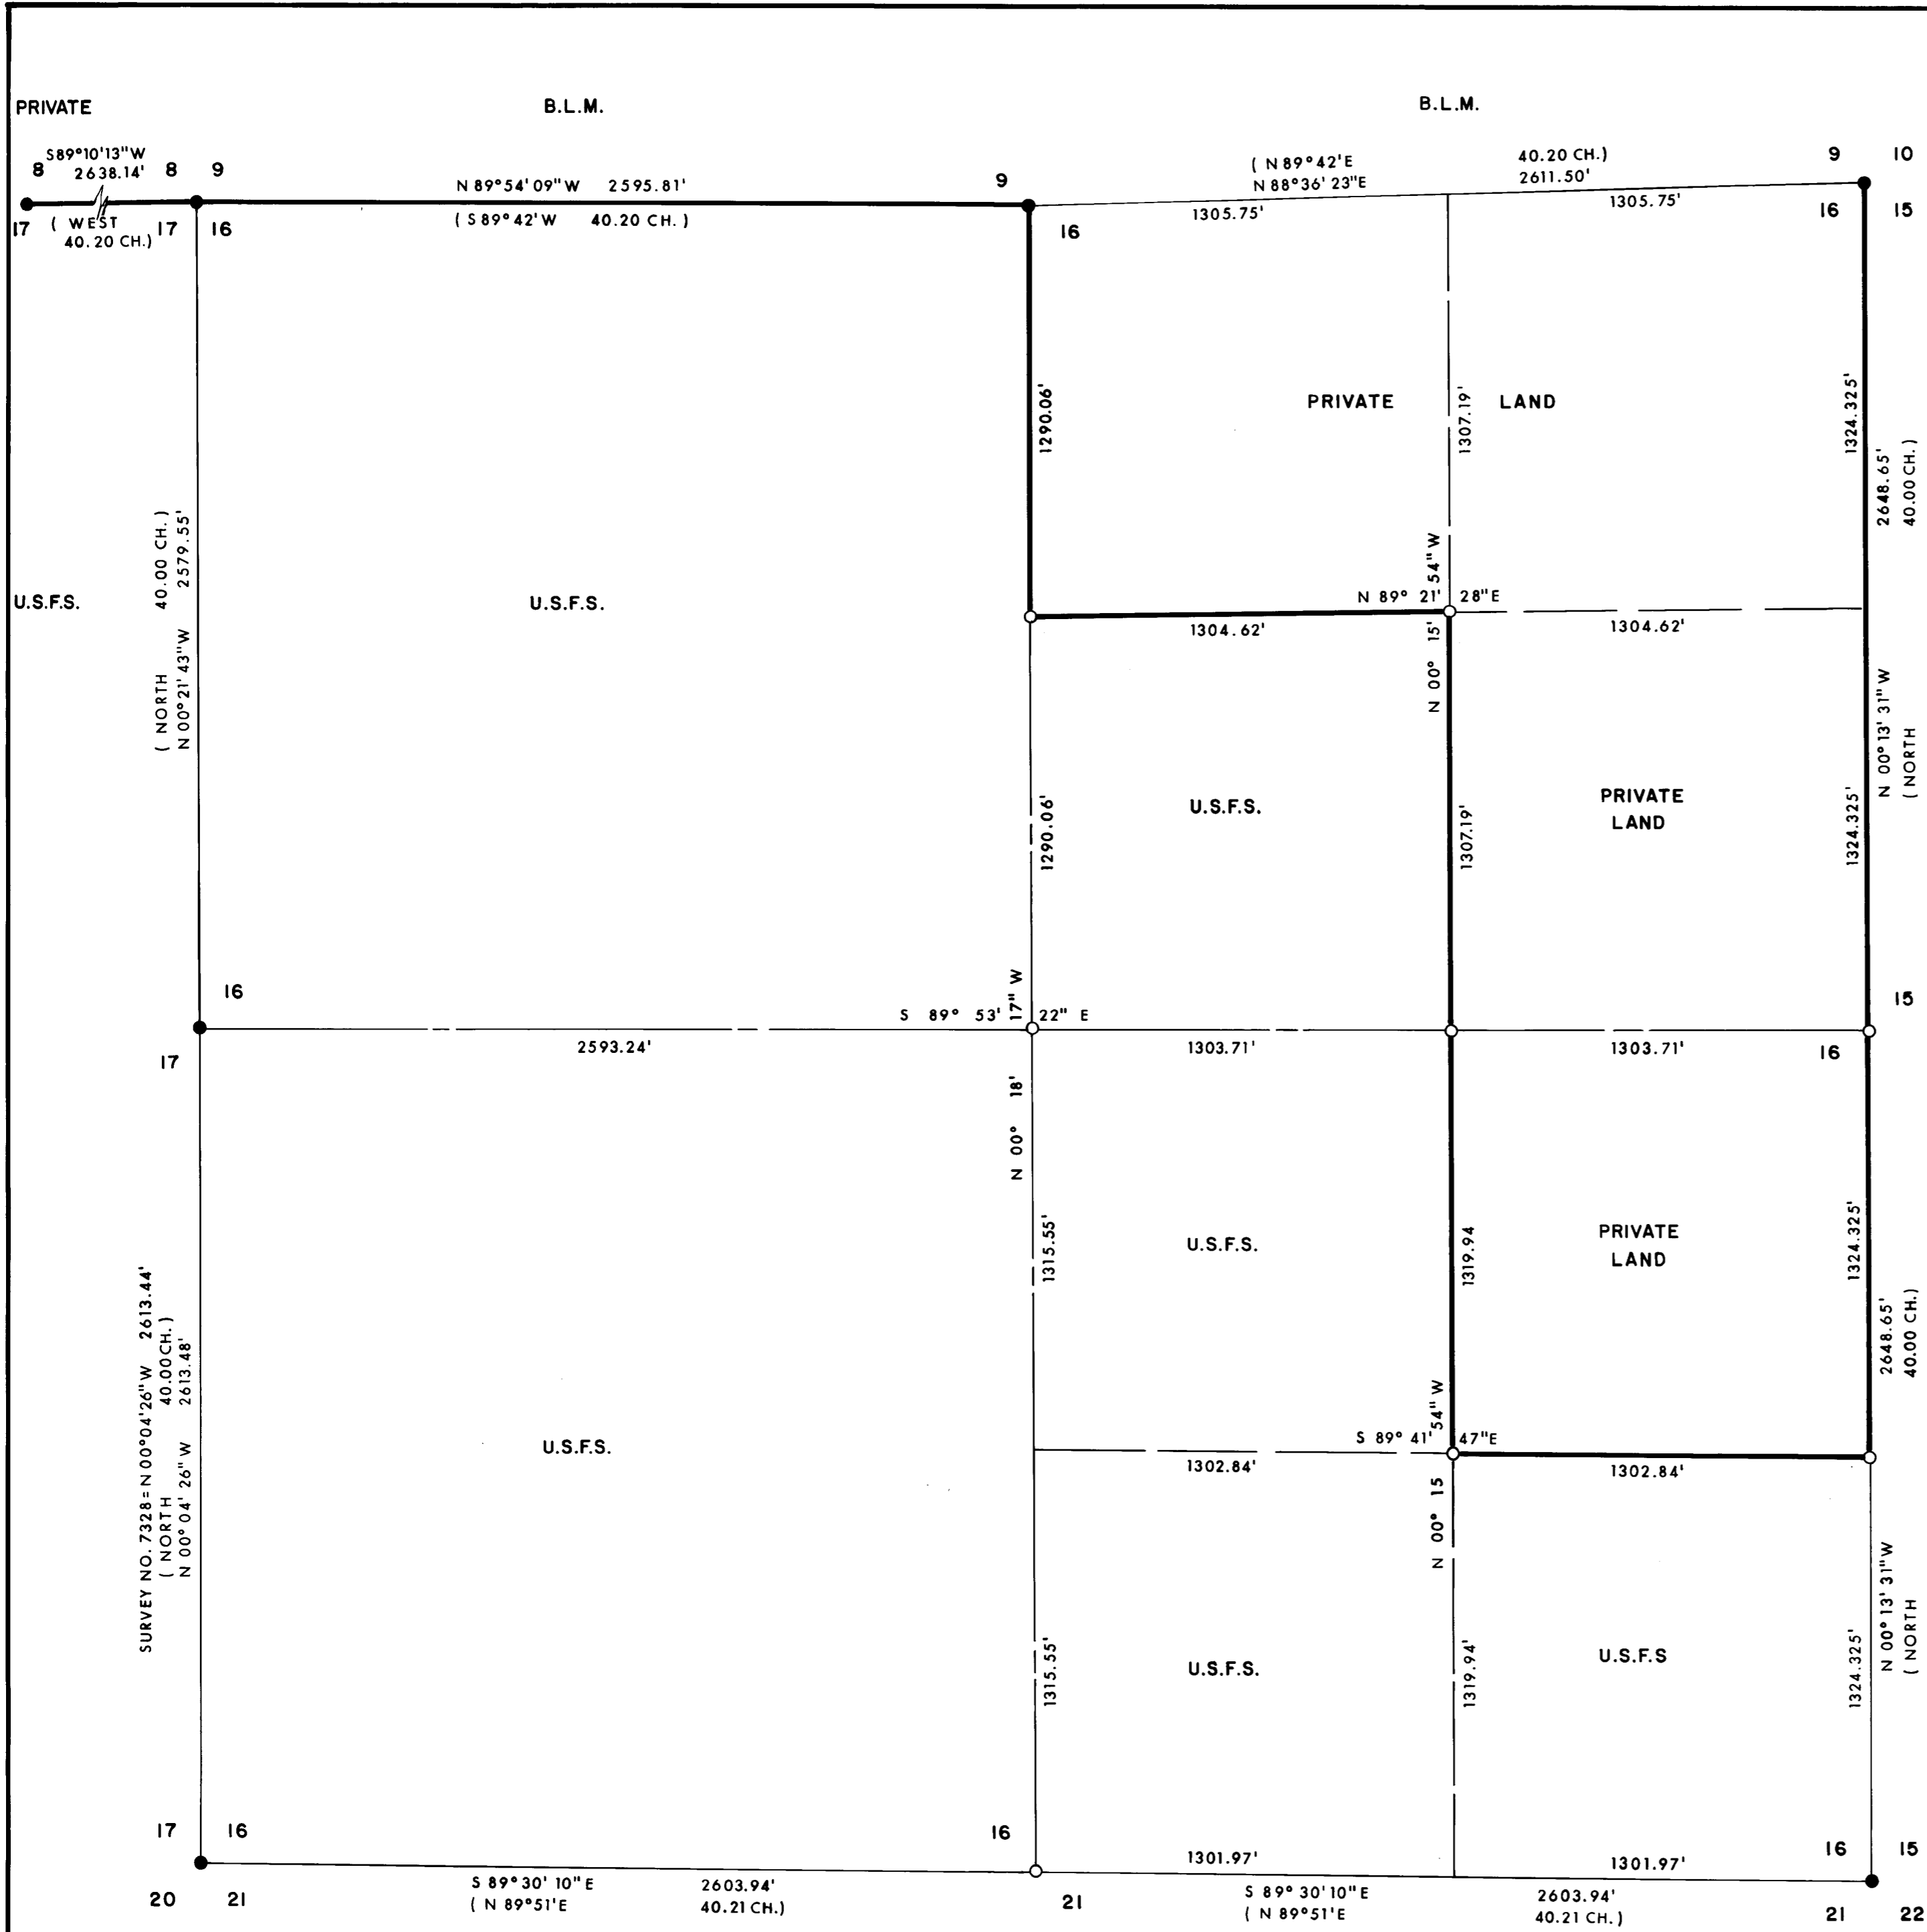 PRIVATE
B.L.M.
B.L.M.
S89°10'13"W
2638.14'
8
8
9
( WEST
40.20 CH.)
17
17
16
N 89°54'09"W 2595.81'
( S 89°42'W 40.20 CH. )
9
( N 89°42'E 40.20 CH.)
N 88°36'23"E 2611.50'
1305.75'
1305.75'
16
9
10
16
15
1290.06'
PRIVATE LAND
1307.19'
1324.325'
2648.65'
40.00 CH.)
N 00°13'31"W
( NORTH
( NORTH 40.00 CH. )
N 00°21'43"W 2579.55'
U.S.F.S.
U.S.F.S.
N 89° 21' 28"E
1304.62'
1304.62'
N 00° 15' 54" W
1290.06'
U.S.F.S.
1307.19'
PRIVATE
LAND
1324.325'
16
17
S 89° 53' 22" E
2593.24'
1303.71'
1303.71'
16
15
N 00° 18' 17" W
1315.55'
U.S.F.S.
1319.94
PRIVATE
LAND
1324.325'
2648.65'
40.00 CH.)
SURVEY NO. 7328= N 00°04'26"W 2613.44'
( NORTH 40.00CH.)
N 00°04'26"W 2613.48'
U.S.F.S.
S 89° 41' 47"E
1302.84'
1302.84'
N 00° 15 54" W
1315.55'
U.S.F.S.
1319.94'
U.S.F.S
1324.325'
N 00°13'31"W
( NORTH
17
16
16
1301.97'
1301.97'
16
15
20
21
S 89°30'10"E 2603.94'
( N 89°51'E 40.21 CH.)
21
S 89°30'10"E 2603.94'
( N 89°51'E 40.21 CH.)
21
22